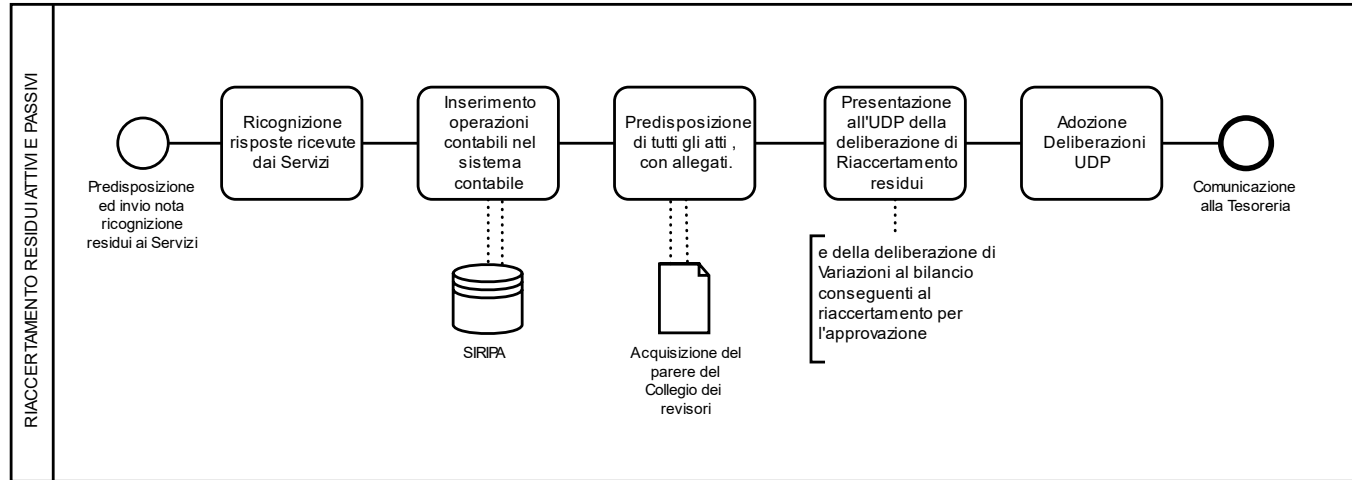 RIACCERTAMENTO RESIDUI ATTIVI E PASSIVI
Predisposizione
ed invio nota
ricognizione
residui ai Servizi
Ricognizione
risposte ricevute
dai Servizi
Inserimento
operazioni
contabili nel
sistema
contabile
SIRIPA
Predisposizione
di tutti gli atti ,
con allegati.
Acquisizione del
parere del
Collegio dei
revisori
Presentazione
all'UDP della
deliberazione di
Riaccertamento
residui
e della deliberazione di
Variazioni al bilancio
conseguenti al
riaccertamento per
l'approvazione
Adozione
Deliberazioni
UDP
Comunicazione
alla Tesoreria